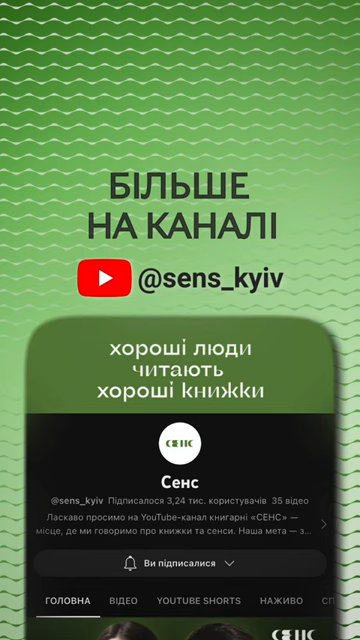 БІЛЬШЕ
НА КАНАЛІ
@sens_kyiv
хороші люди
читають
хороші книжки
СЕНС
Сенс
@sens_kyiv Підписалося 3,24 тис. користувачів 35 відео
Ласкаво просимо на YouTube-канал книгарні «СЕНС» —
місце, де ми говоримо про книжки та сенси. Наша мета — з...
Ви підписалися
ГОЛОВНА ВІДЕО YOUTUBE SHORTS НАЖИВО СП
СЕНС